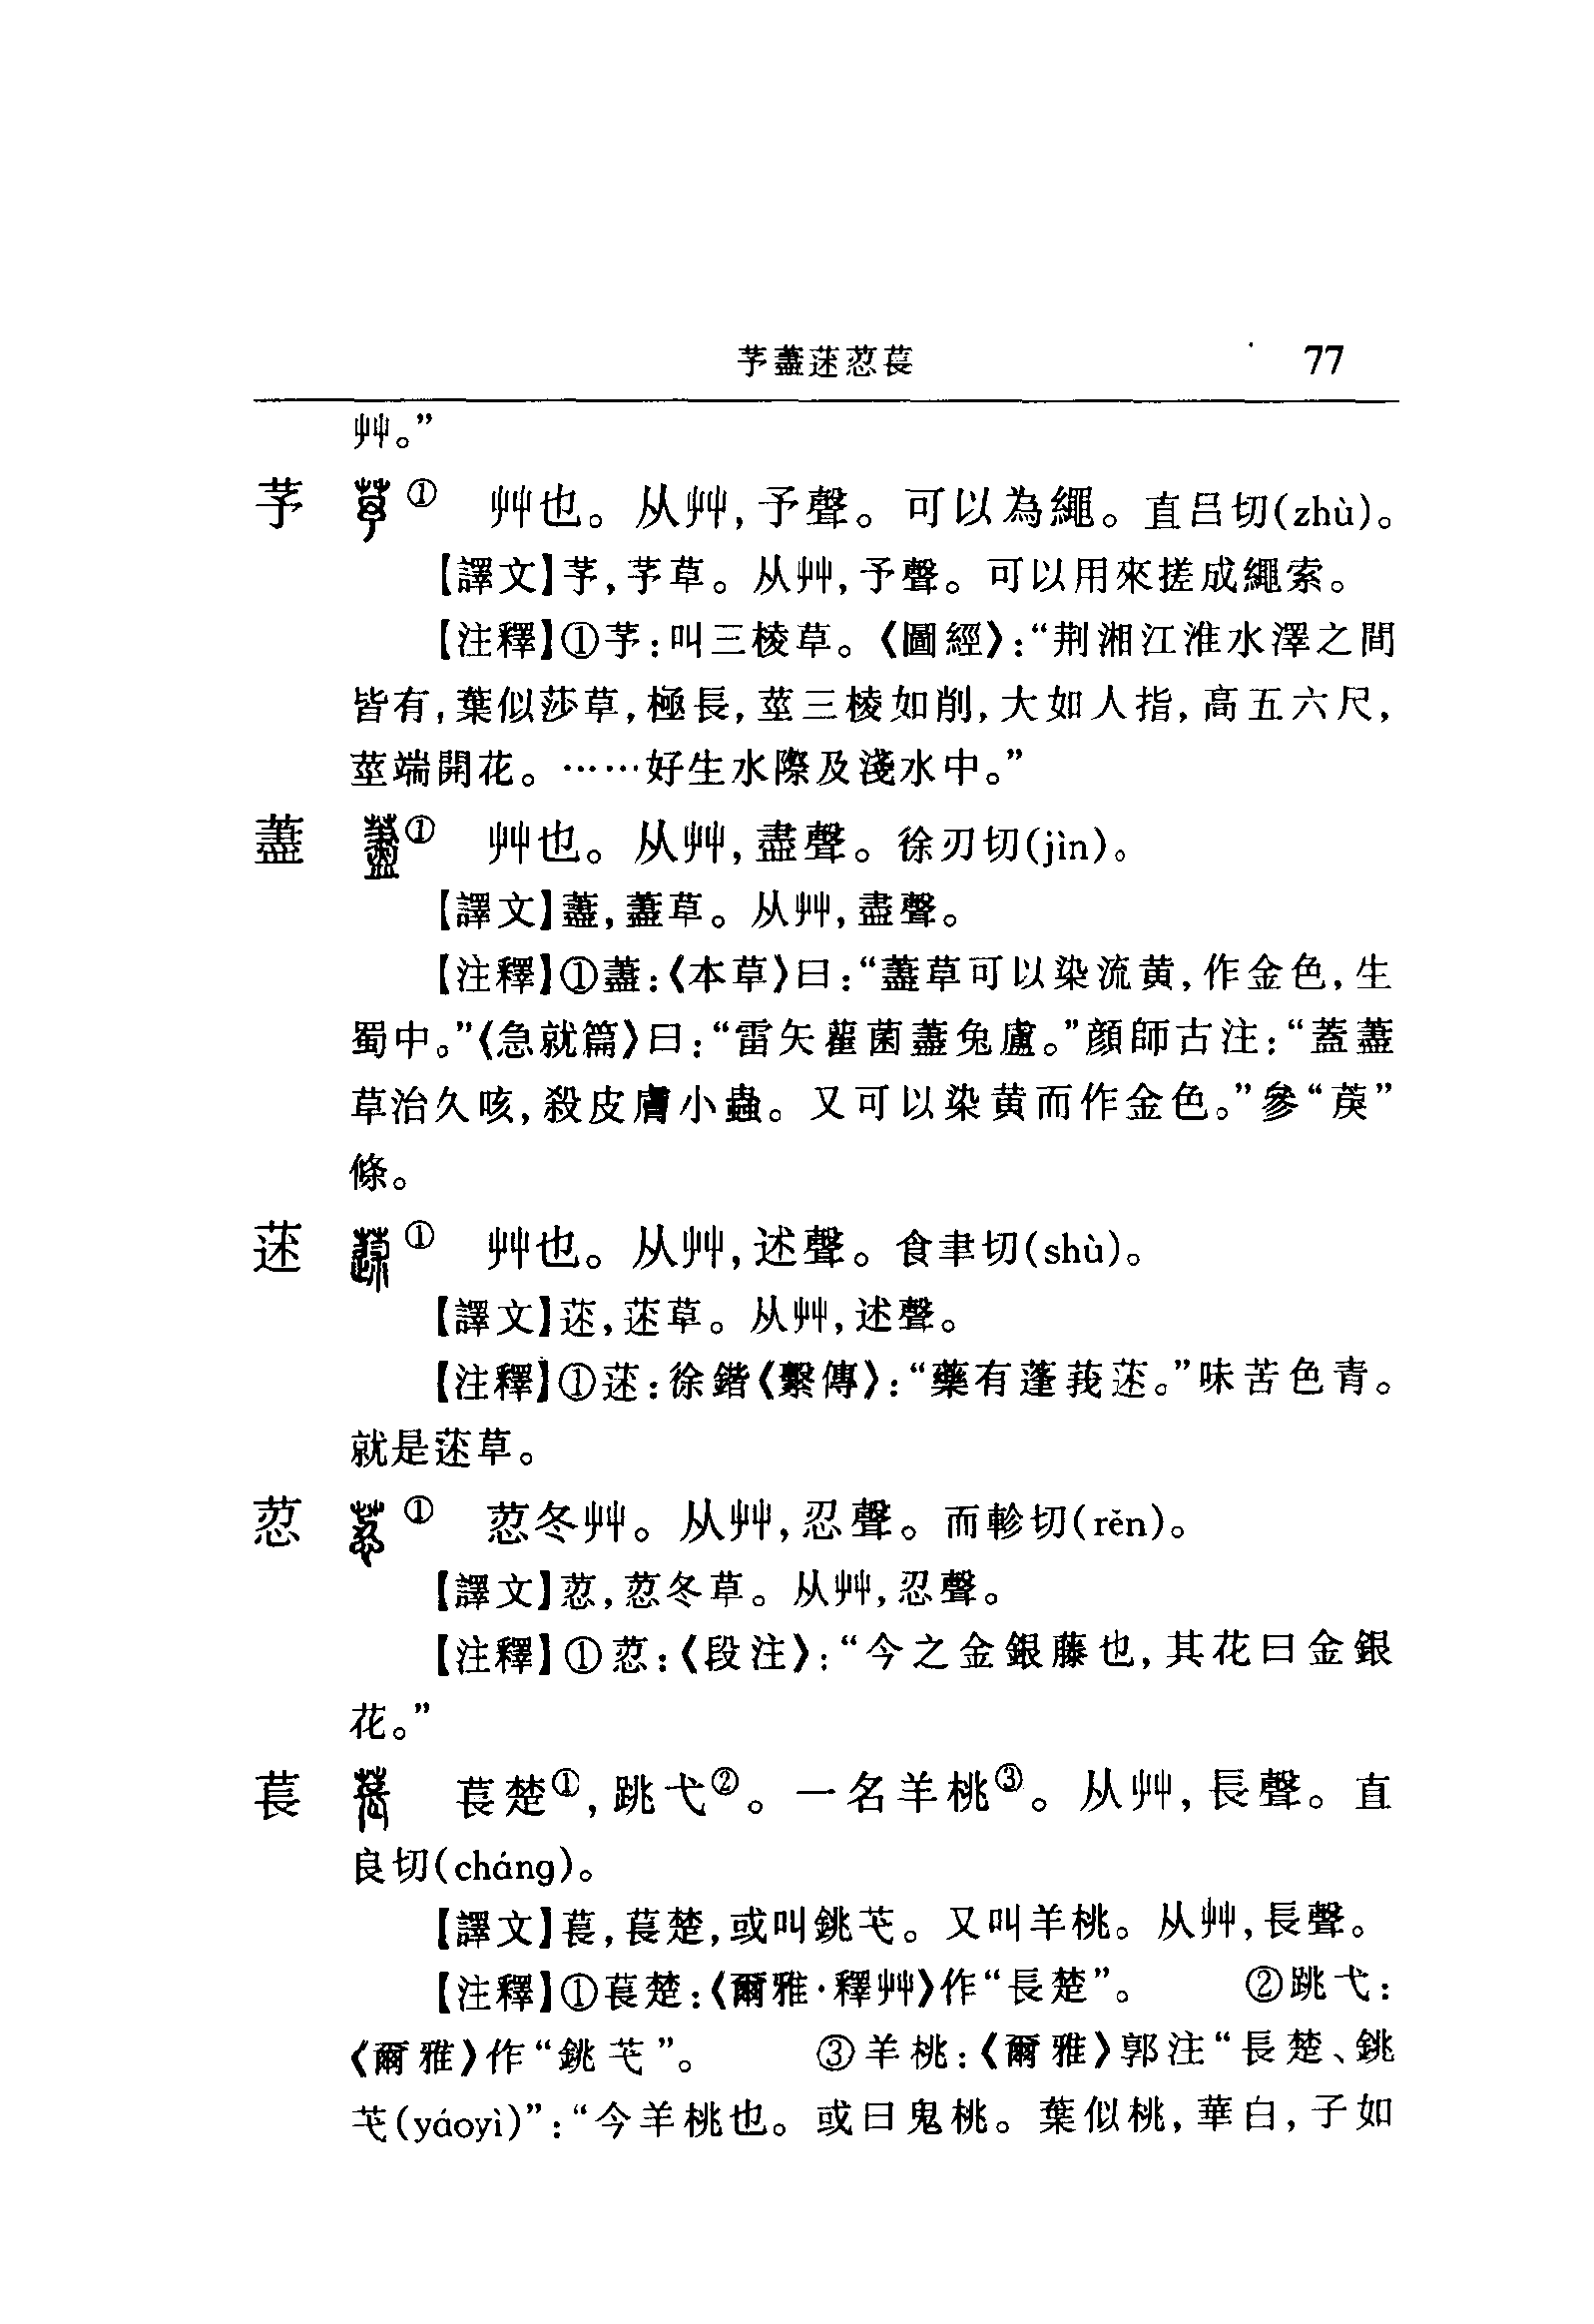 芧藎蒁荵萇 77
艸。”
芧 ① 艸也。从艸,予聲。可以為繩。直吕切(zhù)。
【譯文】芧,芧草。从艸,予聲。可以用來搓成繩索。
【注釋】①芧:叫三棱草。《圖經》:“荆湘江淮水澤之間
皆有,葉似莎草,極長,莖三棱如削,大如人指,高五六尺,
莖端開花。……好生水際及淺水中。”
藎 ① 艸也。从艸,盡聲。徐刃切(jìn)。
【譯文】藎,藎草。从艸,盡聲。
【注釋】①藎:《本草》曰:“藎草可以染流黄,作金色,生
蜀中。”《急就篇》曰:“雷矢雚菌藎兔盧。”顔師古注:“蓋藎
草治久咳,殺皮膚小蟲。又可以染黄而作金色。”參“菮”
條。
蒁 ① 艸也。从艸,述聲。食聿切(shù)。
【譯文】蒁,蒁草。从艸,述聲。
【注釋】①蒁:徐鍇《繫傳》:“藥有蓬莪蒁。”味苦色青。
就是蒁草。
荵 ① 荵冬艸。从艸,忍聲。而軫切(rěn)。
【譯文】荵,荵冬草。从艸,忍聲。
【注釋】①荵:《段注》:“今之金銀藤也,其花曰金銀
花。”
萇 萇楚①,跳弋②。一名羊桃③。从艸,長聲。直
良切(cháng)。
【譯文】萇,萇楚,或叫銚芅。又叫羊桃。从艸,長聲。
【注釋】①萇楚:《爾雅·釋艸》作“長楚”。 ②跳弋:
《爾雅》作“銚芅”。 ③羊桃:《爾雅》郭注“長楚、銚
芅(yáoyì)”:“今羊桃也。或曰鬼桃。葉似桃,華白,子如